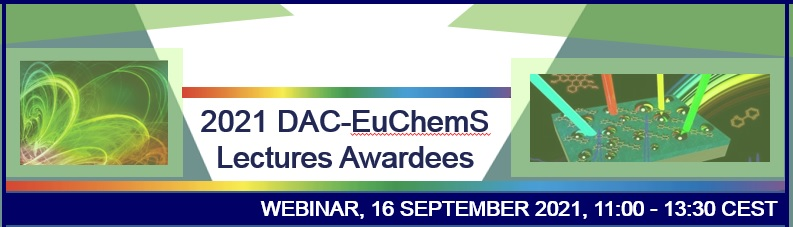 2021 DAC-EuChemS
Lectures Awardees
WEBINAR, 16 SEPTEMBER 2021, 11:00 - 13:30 CEST